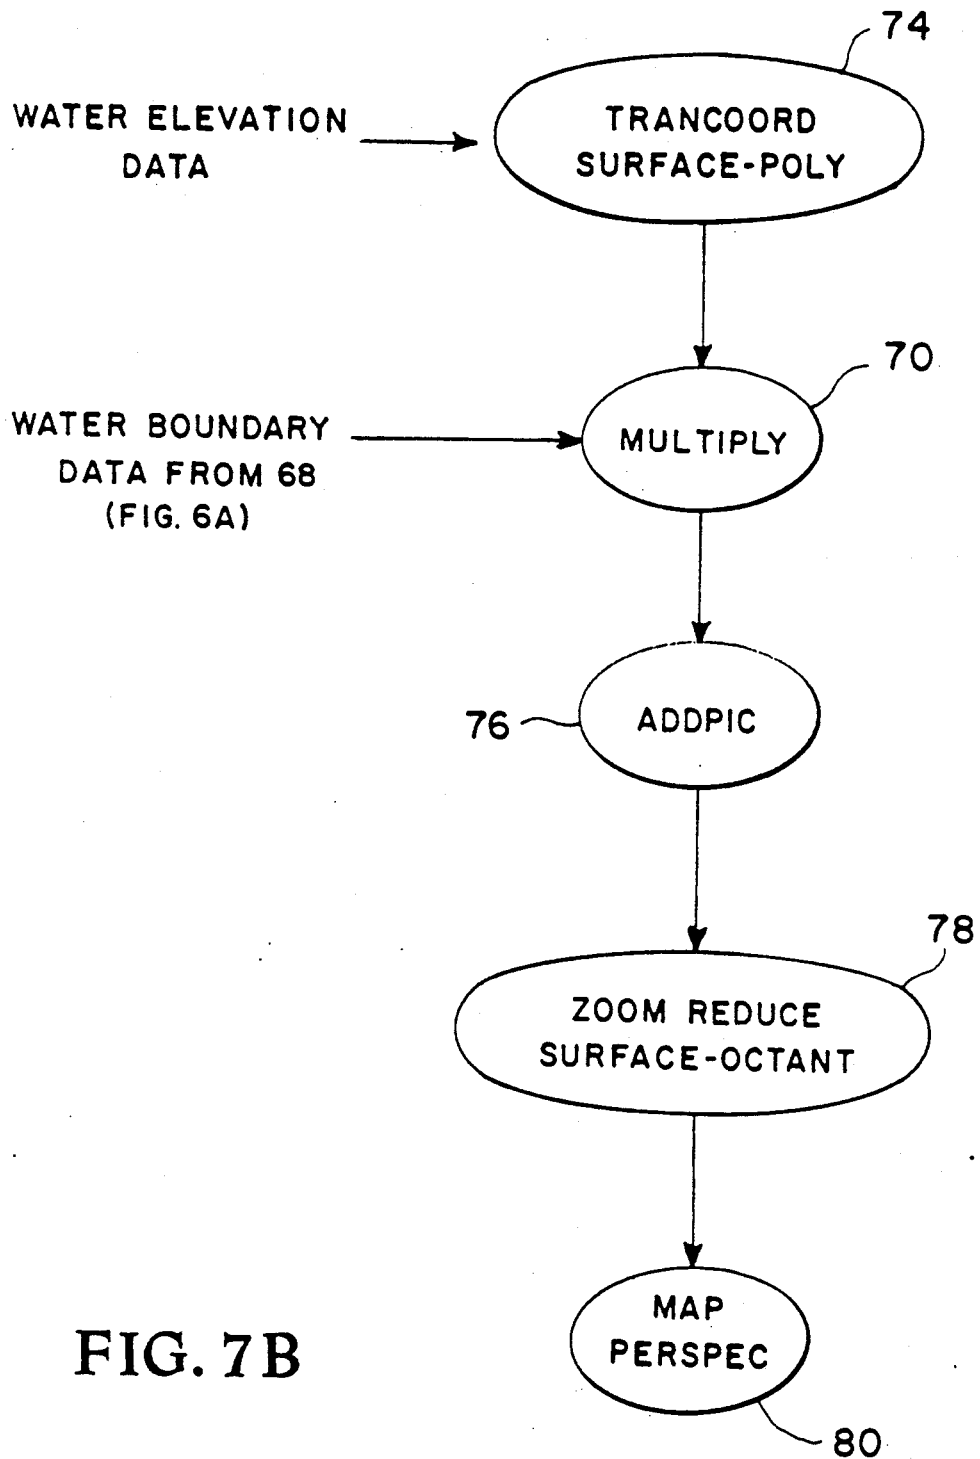 74
WATER ELEVATION
DATA
TRANCOORD
SURFACE-POLY
70
WATER BOUNDARY
DATA FROM 68
(FIG. 6A)
MULTIPLY
76
ADDPIC
78
ZOOM REDUCE
SURFACE-OCTANT
MAP
PERSPEC
FIG. 7B
80